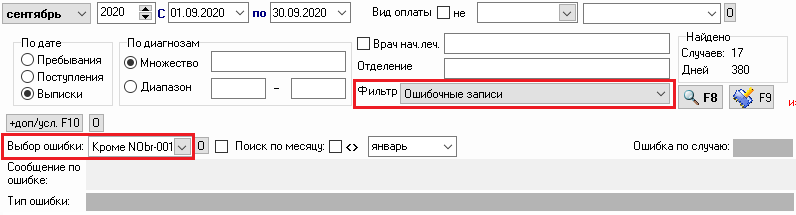 сентябрь 2020 С 01.09.2020 по 30.09.2020 Вид оплаты не 0
По дате По диагнозам Врач нач.леч. Найдено
Пребывания Множество Случаев: 17
Поступления Отделение Дней 380
Выписки Диапазон – Фильтр Ошибочные записи F8 F9
+доп/усл. F10 0
Выбор ошибки: Кроме NObr-001 0 Поиск по месяцу: <> январь Ошибка по случаю:
Сообщение по
ошибке:
Тип ошибки: